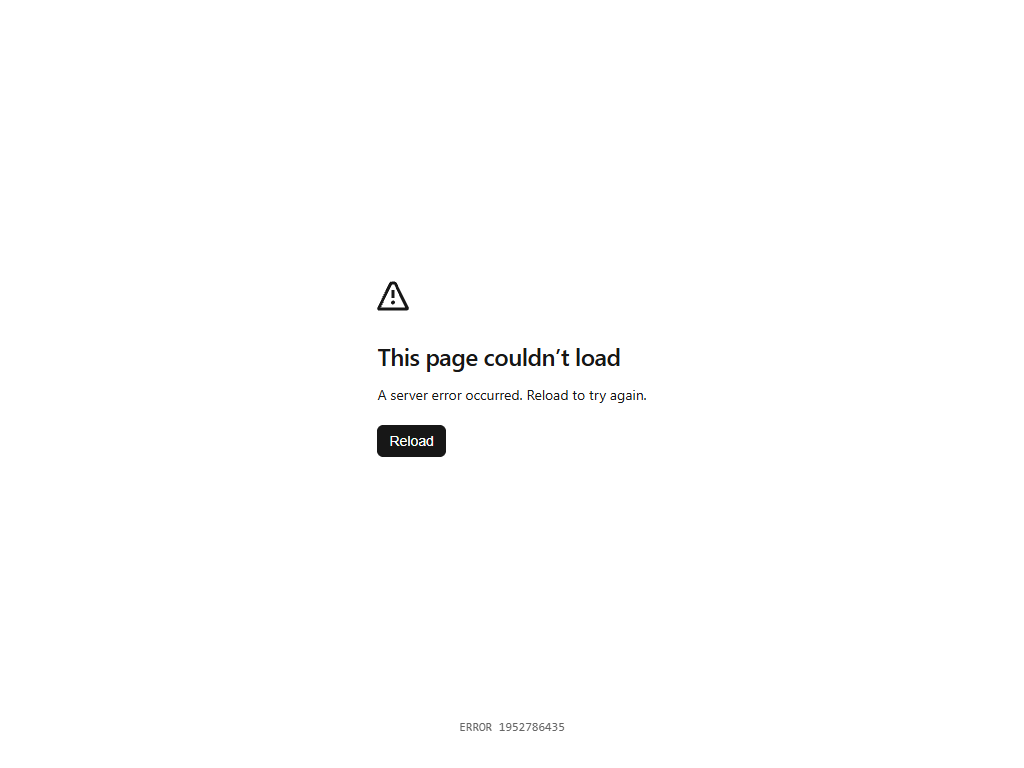 This page couldn’t load
A server error occurred. Reload to try again.
Reload
ERROR 1952786435